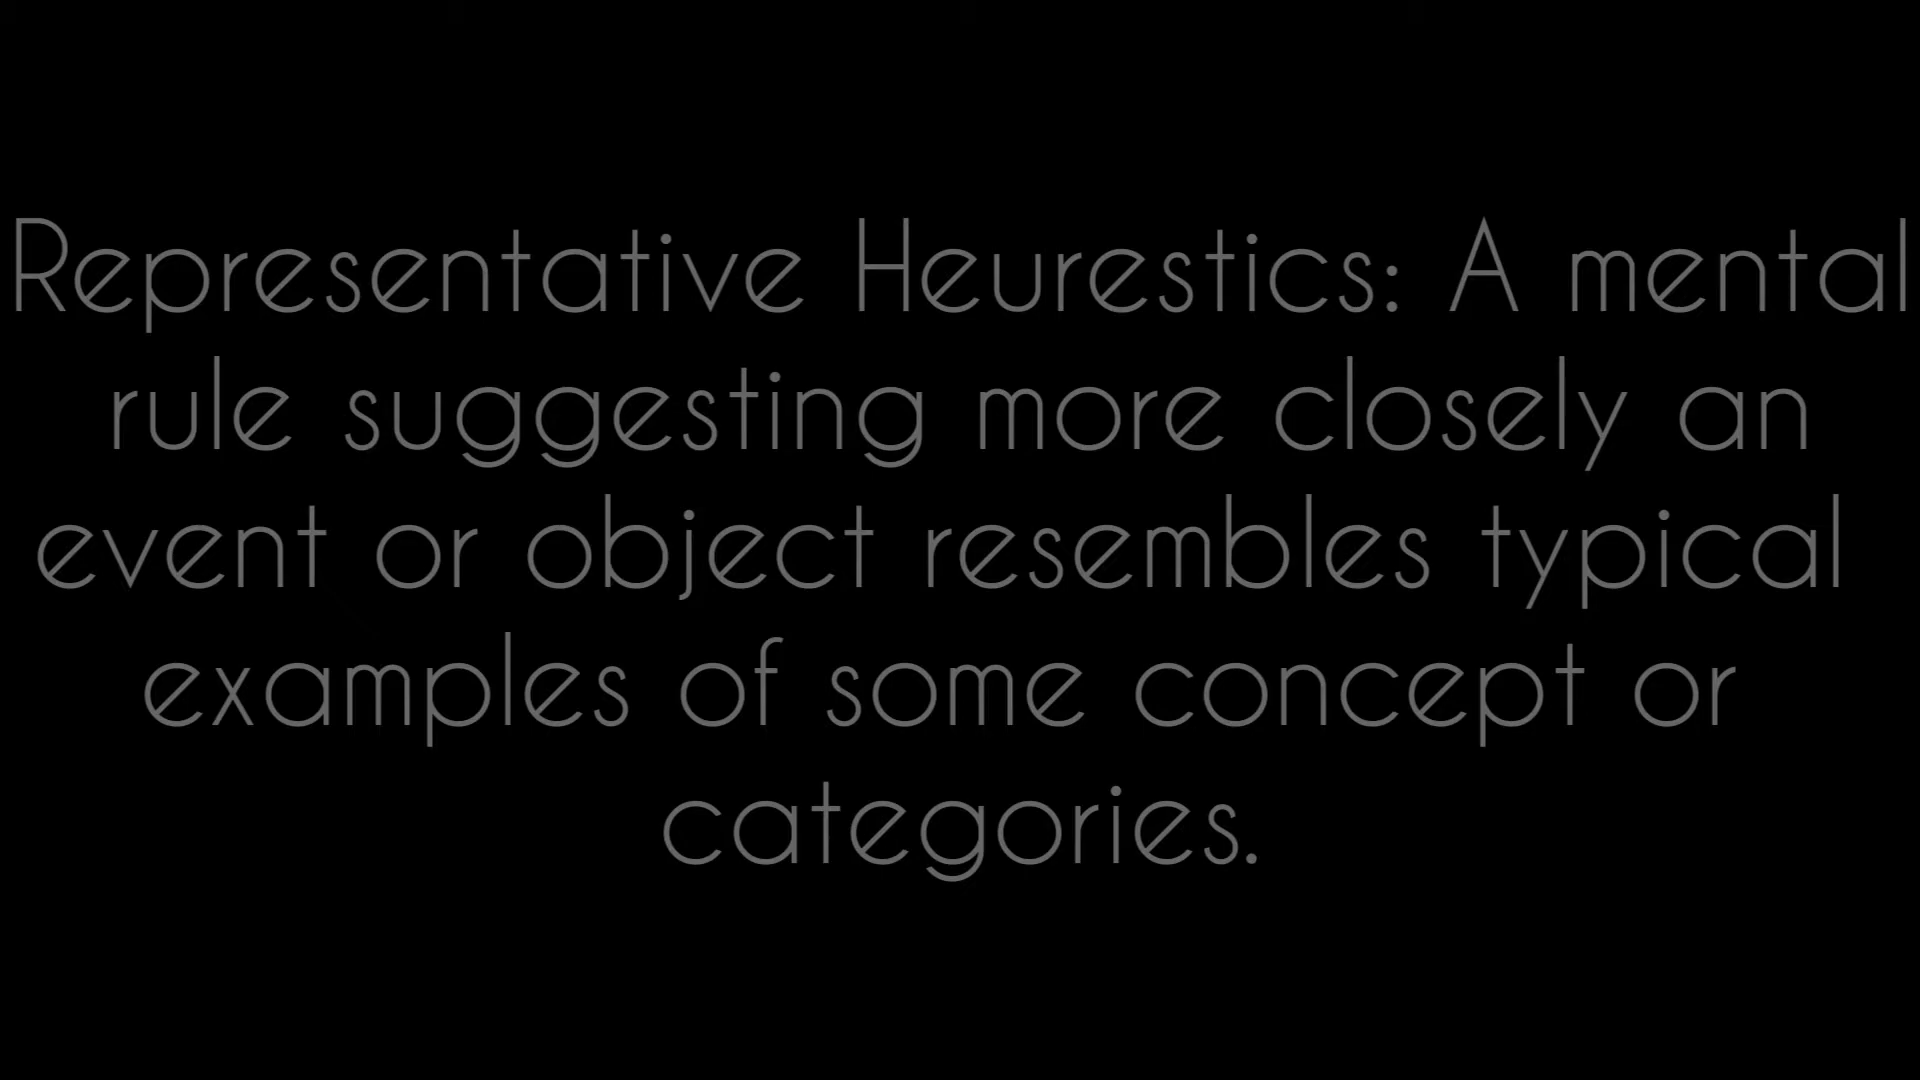 Representative Heurestics: A mental
rule suggesting more closely an
event or object resembles typical
examples of some concept or
categories.